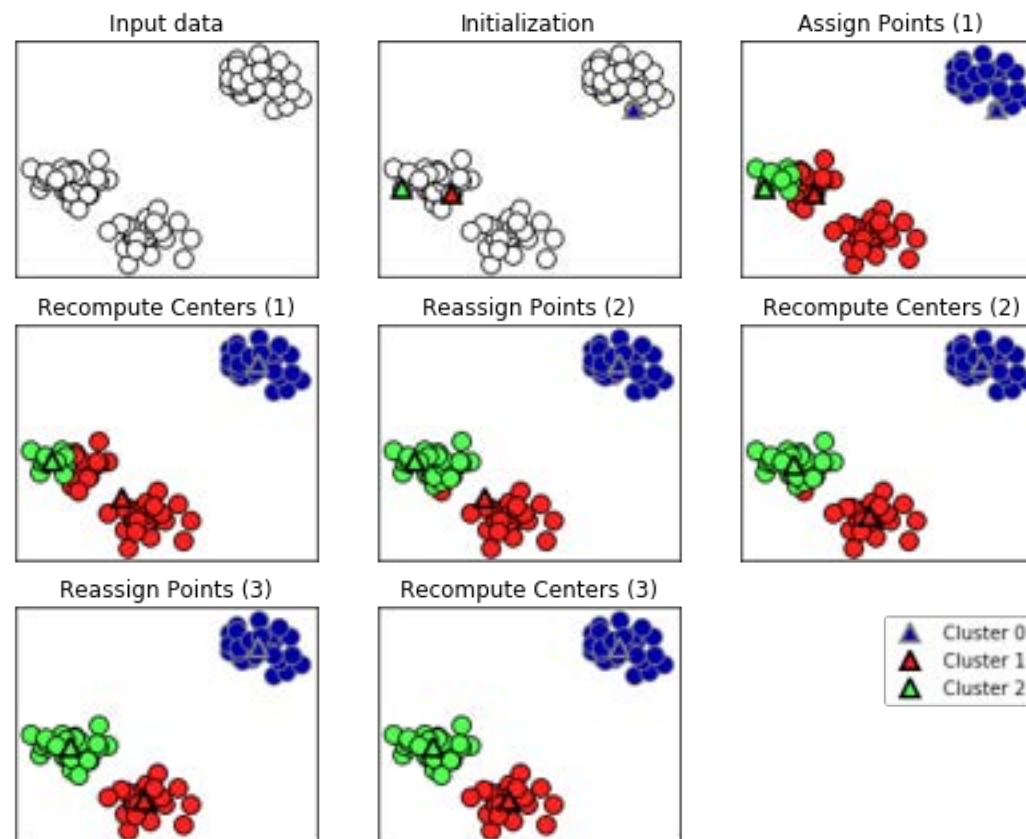 Input data
Initialization
Assign Points (1)
Recompute Centers (1)
Reassign Points (2)
Recompute Centers (2)
Reassign Points (3)
Recompute Centers (3)
Cluster 0
Cluster 1
Cluster 2